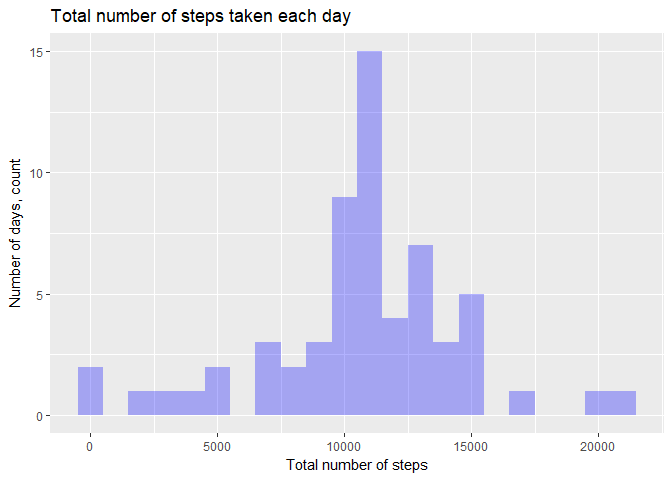 Total number of steps taken each day
15
10
5
0
Number of days, count
0 5000 10000 15000 20000
Total number of steps